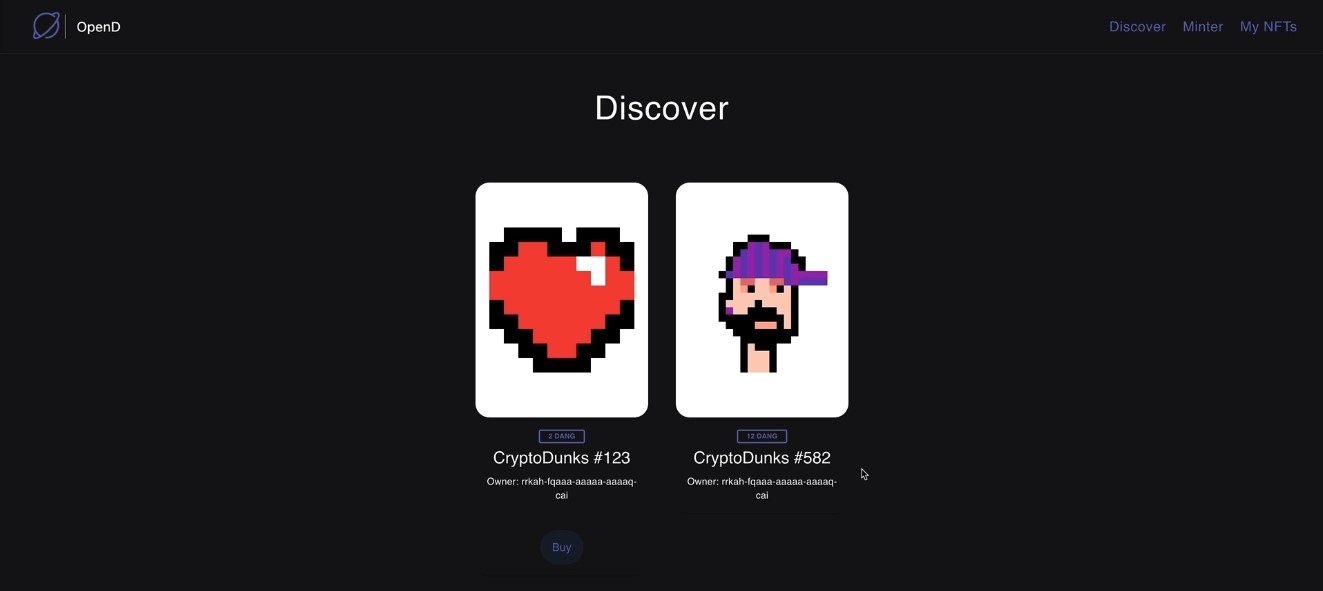 OpenD
Discover Minter My NFTs
Discover
2 DANG
CryptoDunks #123
Owner: rrkah-fqaaa-aaaaa-aaaaq-
cai
Buy
12 DANG
CryptoDunks #582
Owner: rrkah-fqaaa-aaaaa-aaaaq-
cai